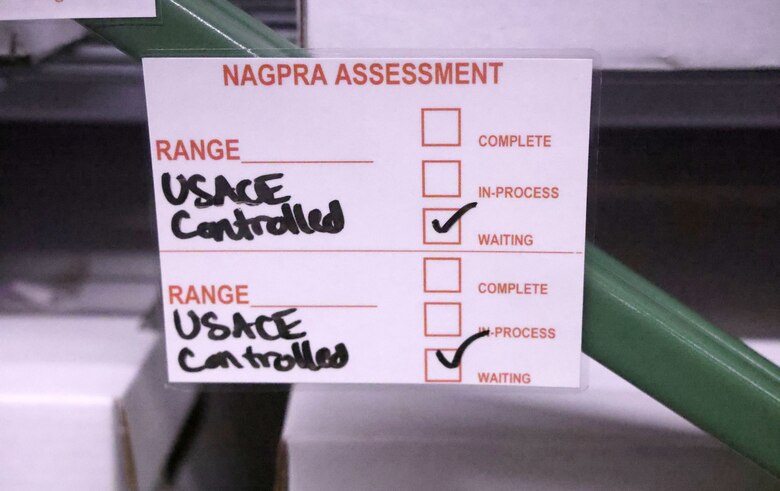 NAGPRA ASSESSMENT
COMPLETE
RANGE
IN-PROCESS
USACE
Controlled
WAITING
COMPLETE
RANGE
IN-PROCESS
USACE
Controlled
WAITING